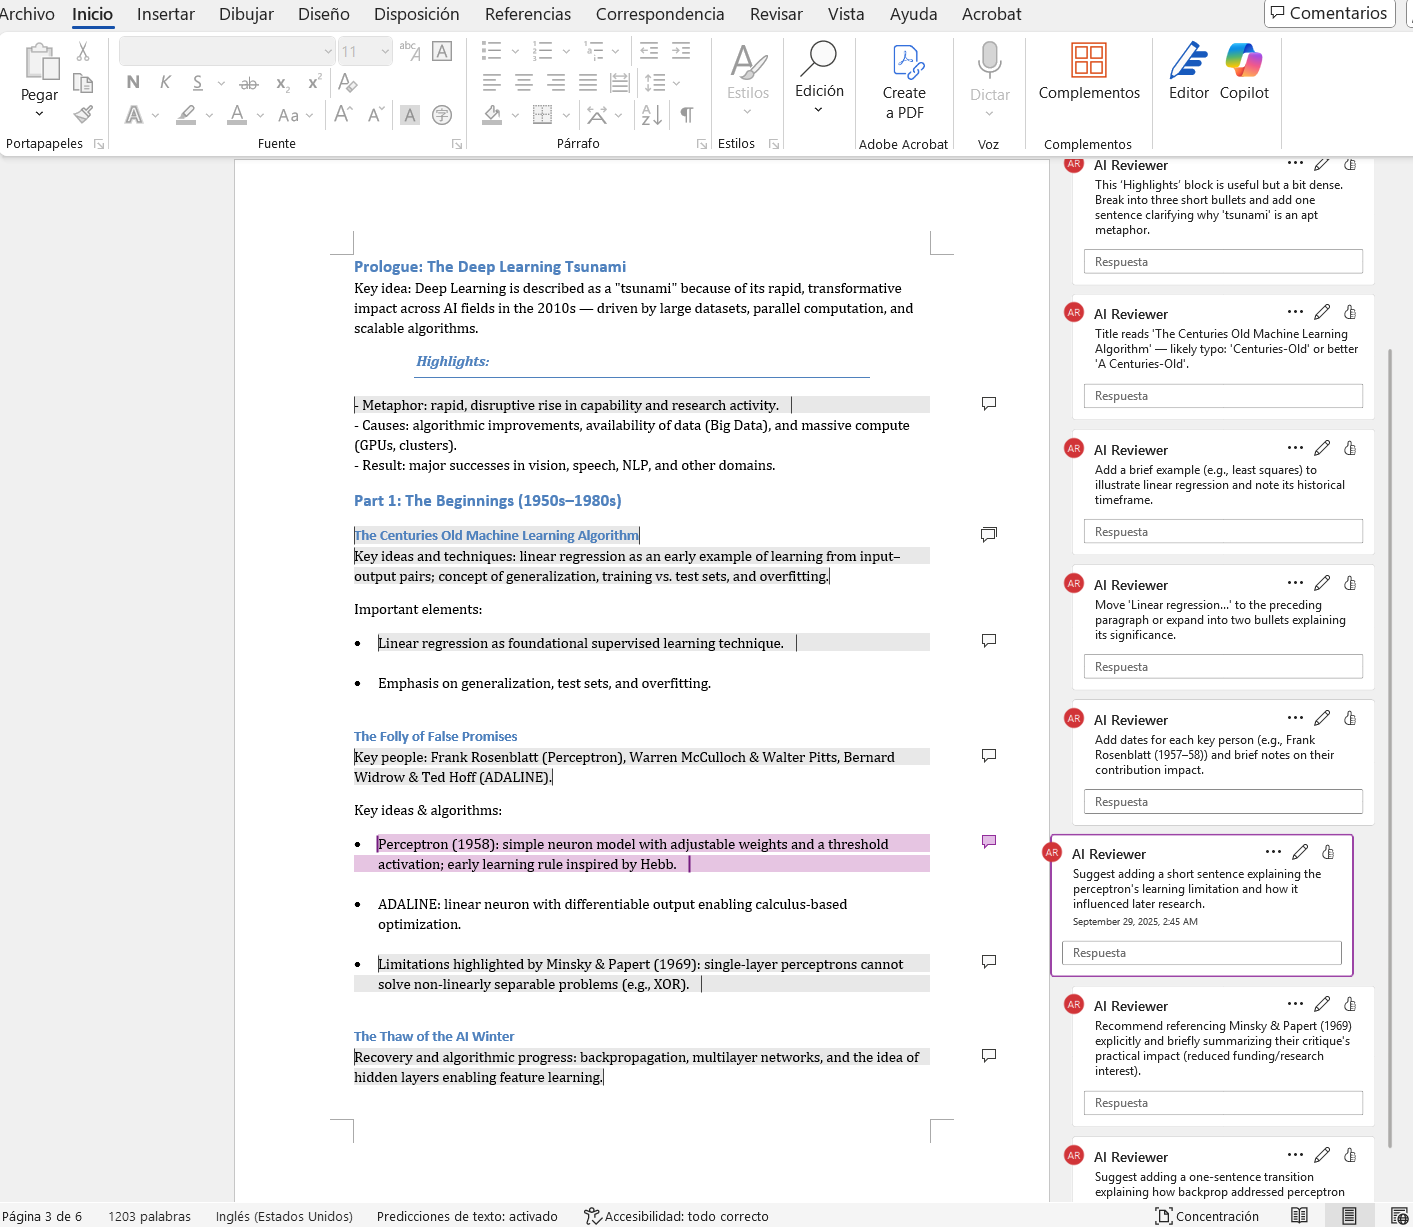 Archivo Inicio Insertar Dibujar Diseño Disposición Referencias Correspondencia Revisar Vista Ayuda Acrobat Comentarios
Pegar
Portapapeles
11
N K S ab x₂ x² A
A A Aa A A A 字
Fuente
Párrafo
Estilos
Estilos
Edición
Create
a PDF
Adobe Acrobat
Dictar
Voz
Complementos
Complementos
Editor
Copilot
Prologue: The Deep Learning Tsunami
Key idea: Deep Learning is described as a "tsunami" because of its rapid, transformative
impact across AI fields in the 2010s — driven by large datasets, parallel computation, and
scalable algorithms.
Highlights:
- Metaphor: rapid, disruptive rise in capability and research activity.
- Causes: algorithmic improvements, availability of data (Big Data), and massive compute
(GPUs, clusters).
- Result: major successes in vision, speech, NLP, and other domains.
Part 1: The Beginnings (1950s–1980s)
The Centuries Old Machine Learning Algorithm
Key ideas and techniques: linear regression as an early example of learning from input–
output pairs; concept of generalization, training vs. test sets, and overfitting.
Important elements:
• Linear regression as foundational supervised learning technique.
• Emphasis on generalization, test sets, and overfitting.
The Folly of False Promises
Key people: Frank Rosenblatt (Perceptron), Warren McCulloch & Walter Pitts, Bernard
Widrow & Ted Hoff (ADALINE).
Key ideas & algorithms:
• Perceptron (1958): simple neuron model with adjustable weights and a threshold
activation; early learning rule inspired by Hebb.
• ADALINE: linear neuron with differentiable output enabling calculus-based
optimization.
• Limitations highlighted by Minsky & Papert (1969): single-layer perceptrons cannot
solve non-linearly separable problems (e.g., XOR).
The Thaw of the AI Winter
Recovery and algorithmic progress: backpropagation, multilayer networks, and the idea of
hidden layers enabling feature learning.
AR AI Reviewer
This 'Highlights' block is useful but a bit dense.
Break into three short bullets and add one
sentence clarifying why 'tsunami' is an apt
metaphor.
Respuesta
AR AI Reviewer
Title reads 'The Centuries Old Machine Learning
Algorithm' — likely typo: 'Centuries-Old' or better
'A Centuries-Old'.
Respuesta
AR AI Reviewer
Add a brief example (e.g., least squares) to
illustrate linear regression and note its historical
timeframe.
Respuesta
AR AI Reviewer
Move 'Linear regression...' to the preceding
paragraph or expand into two bullets explaining
its significance.
Respuesta
AR AI Reviewer
Add dates for each key person (e.g., Frank
Rosenblatt (1957–58)) and brief notes on their
contribution impact.
Respuesta
AR AI Reviewer
Suggest adding a short sentence explaining the
perceptron's learning limitation and how it
influenced later research.
September 29, 2025, 2:45 AM
Respuesta
AR AI Reviewer
Recommend referencing Minsky & Papert (1969)
explicitly and briefly summarizing their critique's
practical impact (reduced funding/research
interest).
Respuesta
AR AI Reviewer
Suggest adding a one-sentence transition
explaining how backprop addressed perceptron
Página 3 de 6 1203 palabras Inglés (Estados Unidos) Predicciones de texto: activado Accesibilidad: todo correcto Concentración